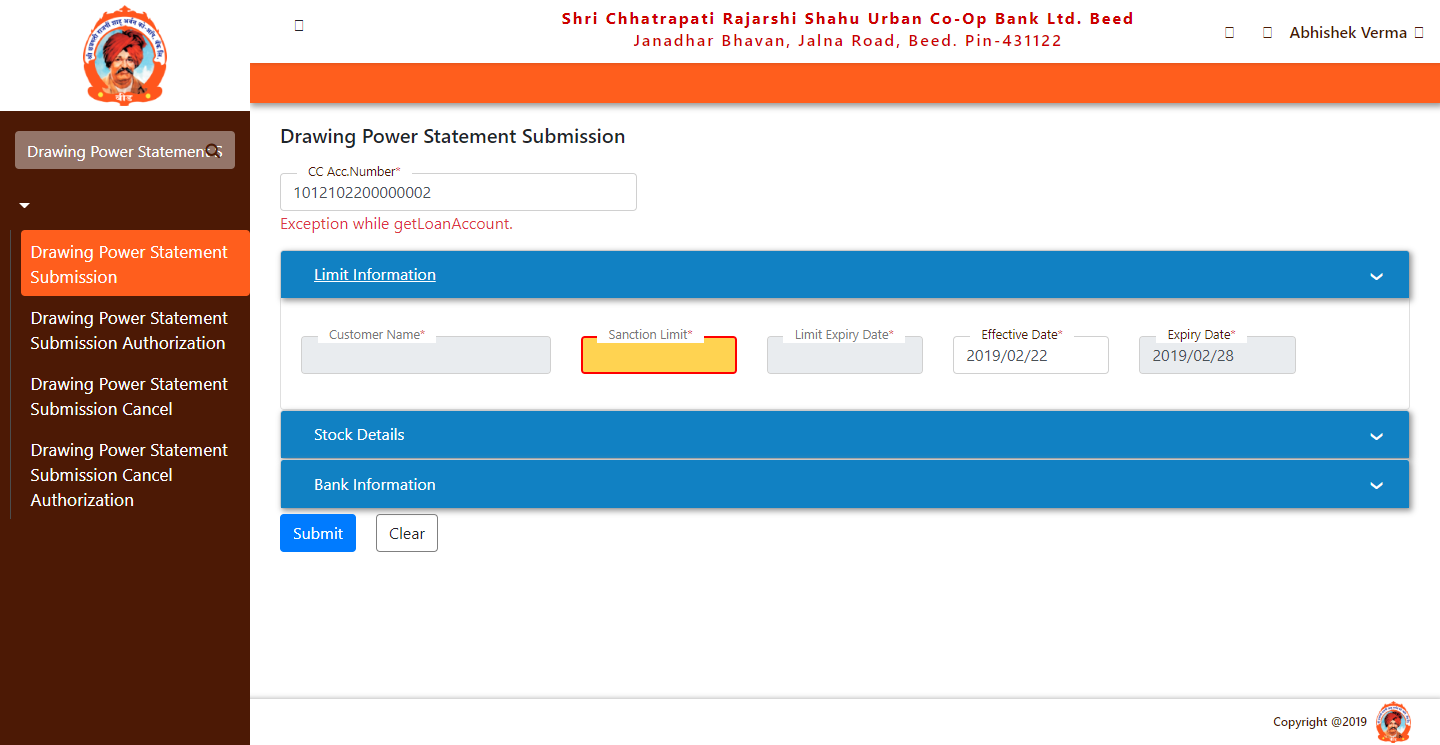 बीड
Shri Chhatrapati Rajarshi Shahu Urban Co-Op Bank Ltd. Beed
Janadhar Bhavan, Jalna Road, Beed. Pin-431122
Abhishek Verma
Drawing Power Statement S
Drawing Power Statement
Submission
Drawing Power Statement
Submission Authorization
Drawing Power Statement
Submission Cancel
Drawing Power Statement
Submission Cancel
Authorization
Drawing Power Statement Submission
CC Acc.Number*
1012102200000002
Exception while getLoanAccount.
Limit Information
Customer Name*
Sanction Limit*
Limit Expiry Date*
Effective Date*
Expiry Date*
2019/02/22
2019/02/28
Stock Details
Bank Information
Submit
Clear
Copyright @2019